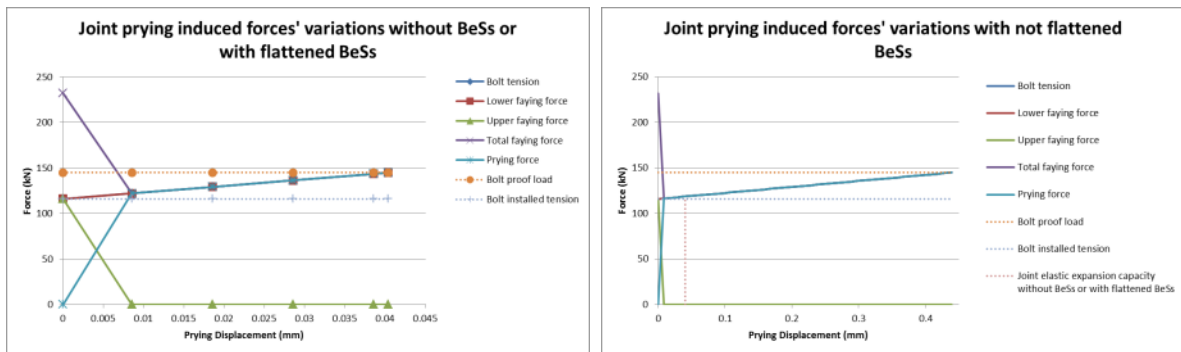 Joint prying induced forces' variations without BeSs or
with flattened BeSs
250
200
150
100
50
0
Force (kN)
0
0.005
0.01
0.015
0.02
0.025
0.03
0.035
0.04
0.045
Prying Displacement (mm)
Bolt tension
Lower faying force
Upper faying force
Total faying force
Prying force
Bolt proof load
Bolt installed tension
Joint prying induced forces' variations with not flattened
BeSs
250
200
150
100
50
0
Force (kN)
0
0.1
0.2
0.3
0.4
Prying Displacement (mm)
Bolt tension
Lower faying force
Upper faying force
Total faying force
Prying force
Bolt proof load
Bolt installed tension
Joint elastic expansion capacity
without BeSs or with flattened BeSs